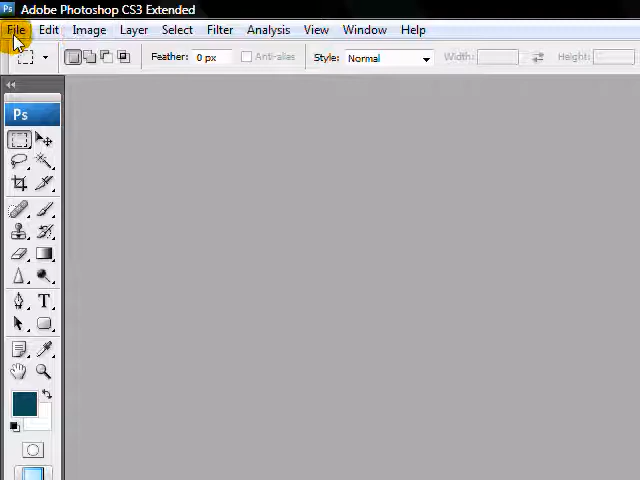 Ps Adobe Photoshop CS3 Extended
File Edit Image Layer Select Filter Analysis View Window Help
Feather: 0 px Anti-alias Style: Normal Width: Height:
Ps
T